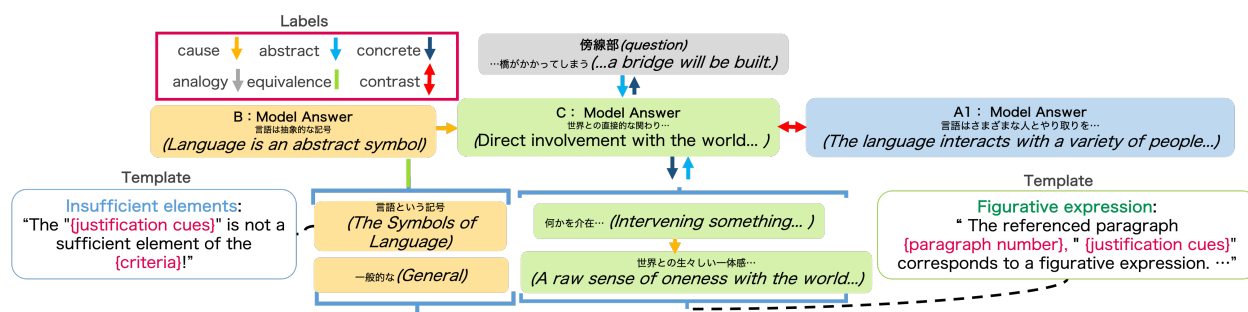 Labels
cause abstract concrete
analogy equivalence contrast
傍線部(question)
…橋がかかってしまう(...a bridge will be built.)
B：Model Answer
言語は抽象的な記号
(Language is an abstract symbol)
C： Model Answer
世界との直接的な関わり…
(Direct involvement with the world... )
A1： Model Answer
言語はさまざまな人とやり取りを…
(The language interacts with a variety of people...)
Template
Insufficient elements:
“The "{justification cues}" is not a
sufficient element of the
{criteria}!”
言語という記号
(The Symbols of
Language)
一般的な(General)
何かを介在… (Intervening something... )
世界との生々しい一体感…
(A raw sense of oneness with the world...)
Template
Figurative expression:
“ The referenced paragraph
{paragraph number}, " {justification cues}"
corresponds to a figurative expression. …”